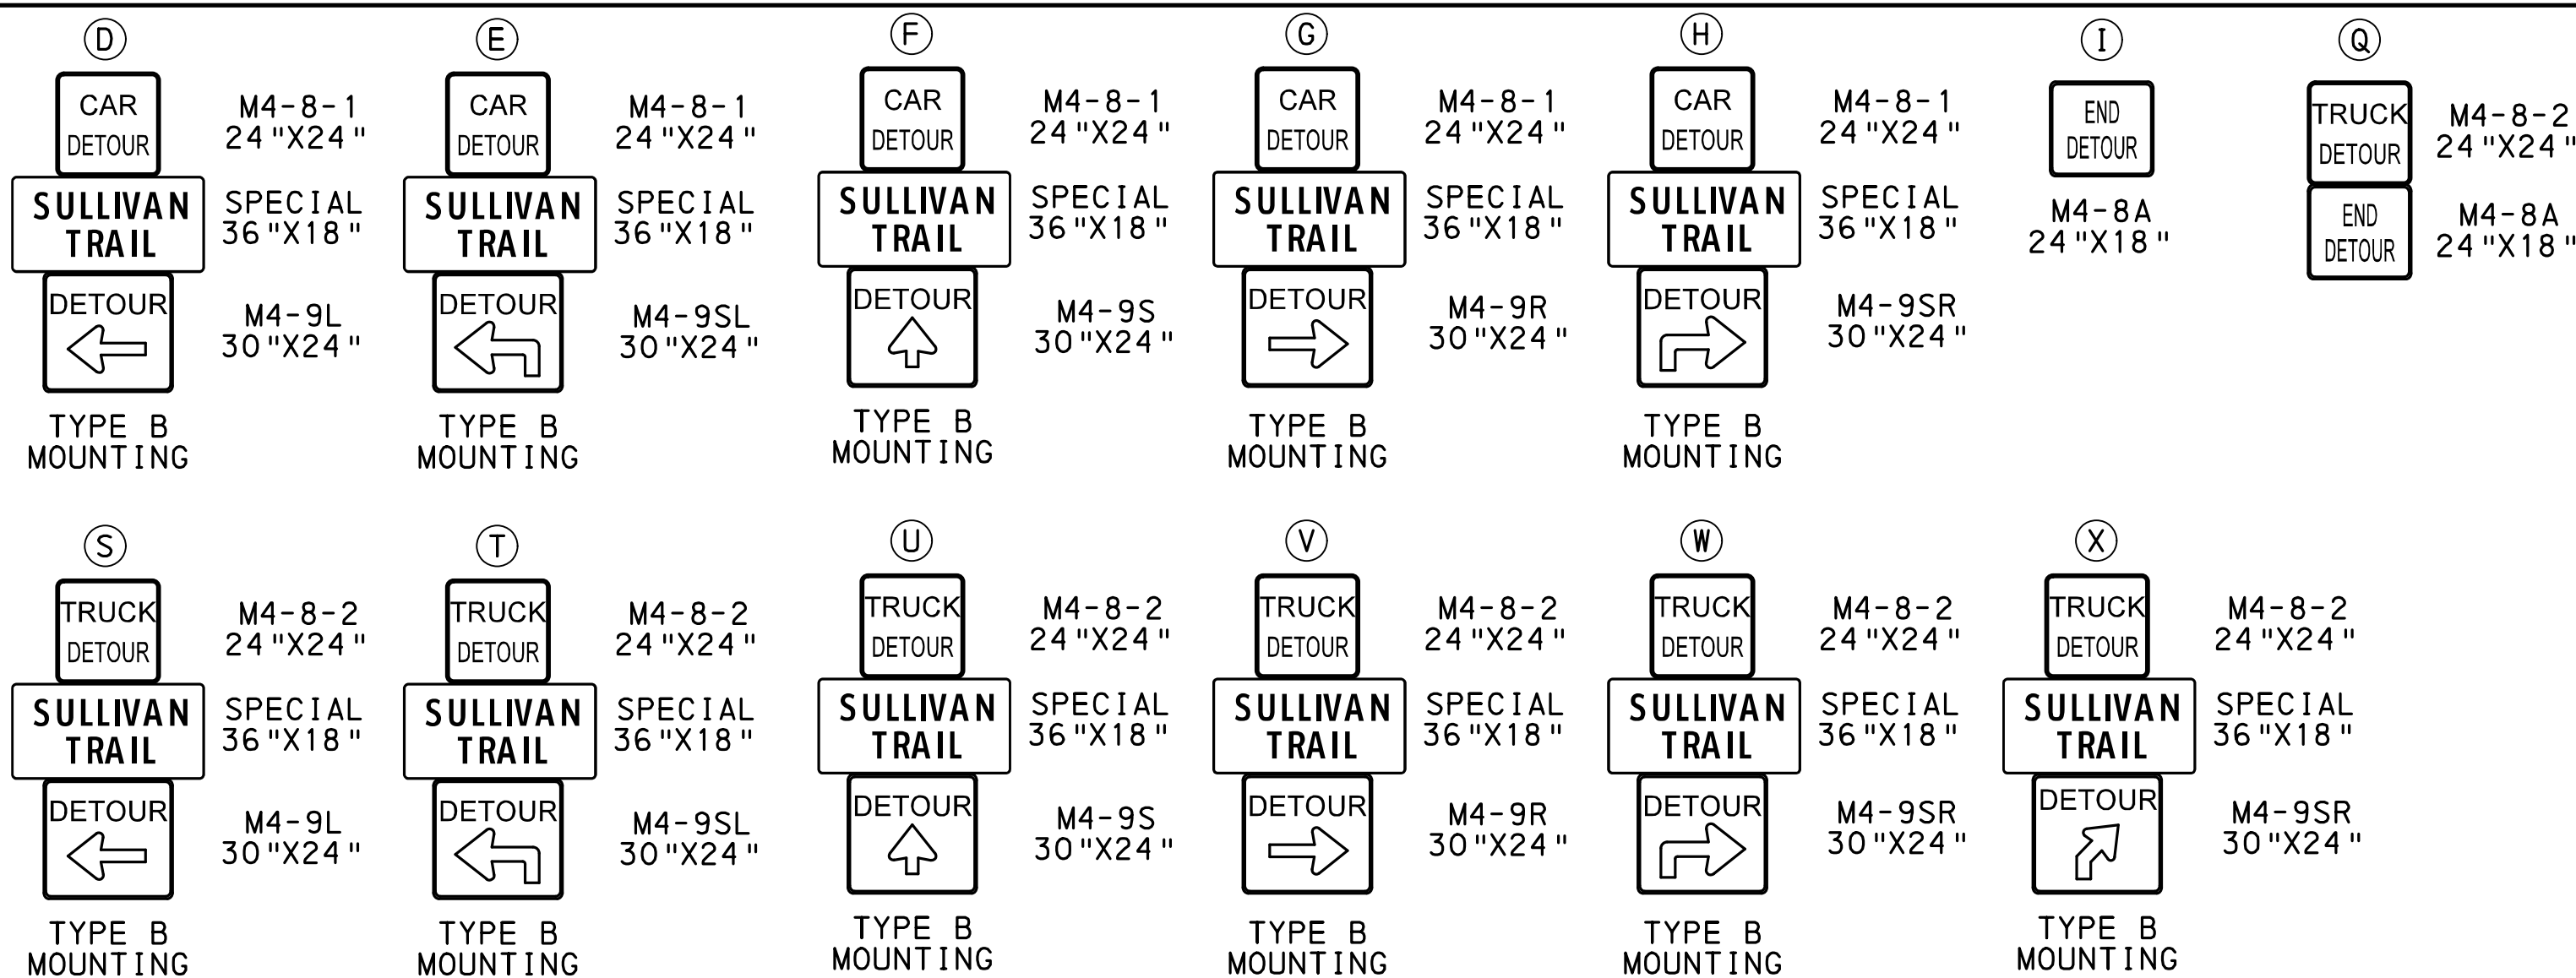 D
CAR
DETOUR
M4-8-1
24"X24"
SULLIVAN
TRAIL
SPECIAL
36"X18"
DETOUR
M4-9L
30"X24"
TYPE B
MOUNTING
E
CAR
DETOUR
M4-8-1
24"X24"
SULLIVAN
TRAIL
SPECIAL
36"X18"
DETOUR
M4-9SL
30"X24"
TYPE B
MOUNTING
F
CAR
DETOUR
M4-8-1
24"X24"
SULLIVAN
TRAIL
SPECIAL
36"X18"
DETOUR
M4-9S
30"X24"
TYPE B
MOUNTING
G
CAR
DETOUR
M4-8-1
24"X24"
SULLIVAN
TRAIL
SPECIAL
36"X18"
DETOUR
M4-9R
30"X24"
TYPE B
MOUNTING
H
CAR
DETOUR
M4-8-1
24"X24"
SULLIVAN
TRAIL
SPECIAL
36"X18"
DETOUR
M4-9SR
30"X24"
TYPE B
MOUNTING
I
END
DETOUR
M4-8A
24"X18"
Q
TRUCK
DETOUR
M4-8-2
24"X24"
END
DETOUR
M4-8A
24"X18"
S
TRUCK
DETOUR
M4-8-2
24"X24"
SULLIVAN
TRAIL
SPECIAL
36"X18"
DETOUR
M4-9L
30"X24"
TYPE B
MOUNTING
T
TRUCK
DETOUR
M4-8-2
24"X24"
SULLIVAN
TRAIL
SPECIAL
36"X18"
DETOUR
M4-9SL
30"X24"
TYPE B
MOUNTING
U
TRUCK
DETOUR
M4-8-2
24"X24"
SULLIVAN
TRAIL
SPECIAL
36"X18"
DETOUR
M4-9S
30"X24"
TYPE B
MOUNTING
V
TRUCK
DETOUR
M4-8-2
24"X24"
SULLIVAN
TRAIL
SPECIAL
36"X18"
DETOUR
M4-9R
30"X24"
TYPE B
MOUNTING
W
TRUCK
DETOUR
M4-8-2
24"X24"
SULLIVAN
TRAIL
SPECIAL
36"X18"
DETOUR
M4-9SR
30"X24"
TYPE B
MOUNTING
X
TRUCK
DETOUR
M4-8-2
24"X24"
SULLIVAN
TRAIL
SPECIAL
36"X18"
DETOUR
M4-9SR
30"X24"
TYPE B
MOUNTING